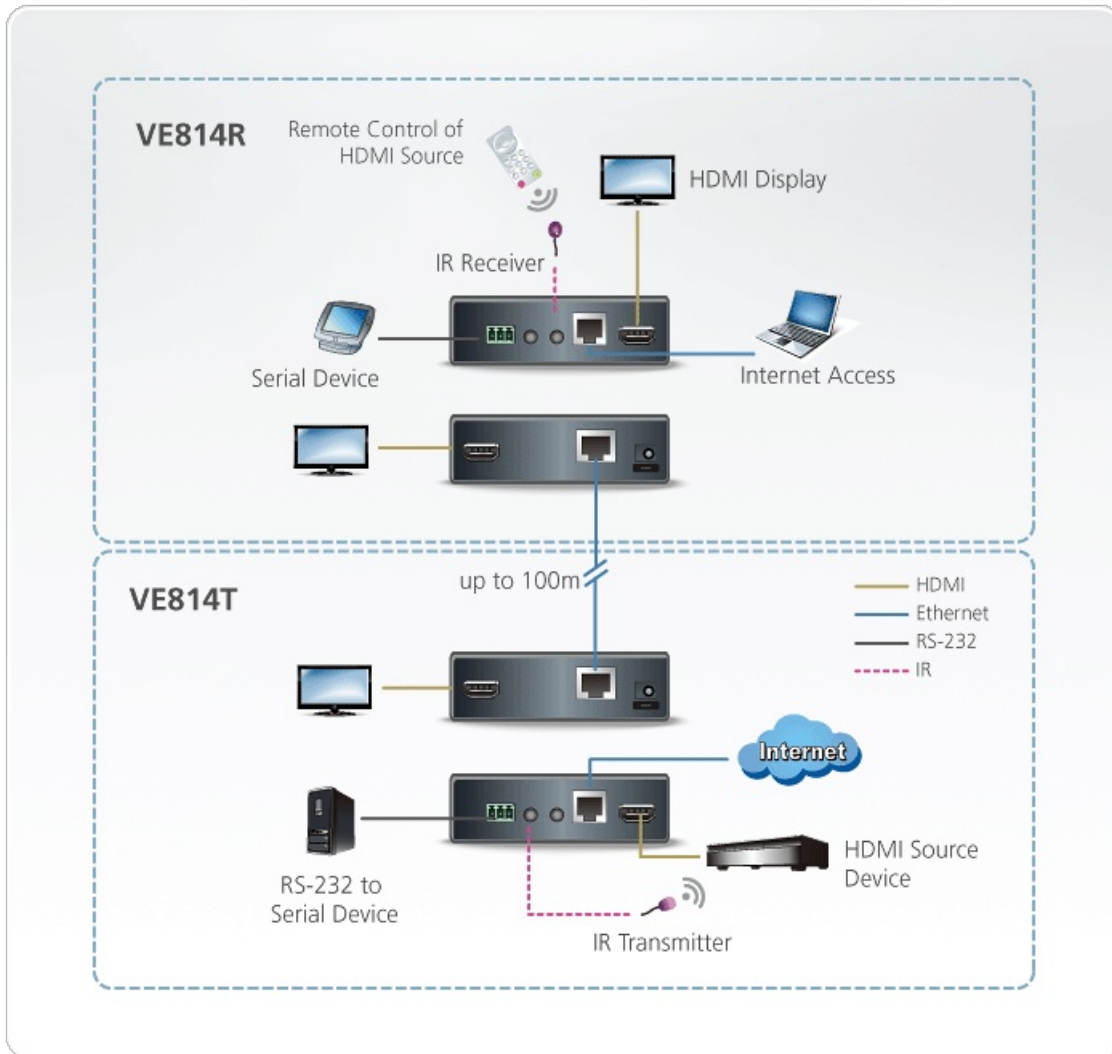 VE814R
Remote Control of
HDMI Source
HDMI Display
IR Receiver
Serial Device
Internet Access
up to 100m
VE814T
HDMI
Ethernet
RS-232
IR
Internet
RS-232 to
Serial Device
HDMI Source
Device
IR Transmitter